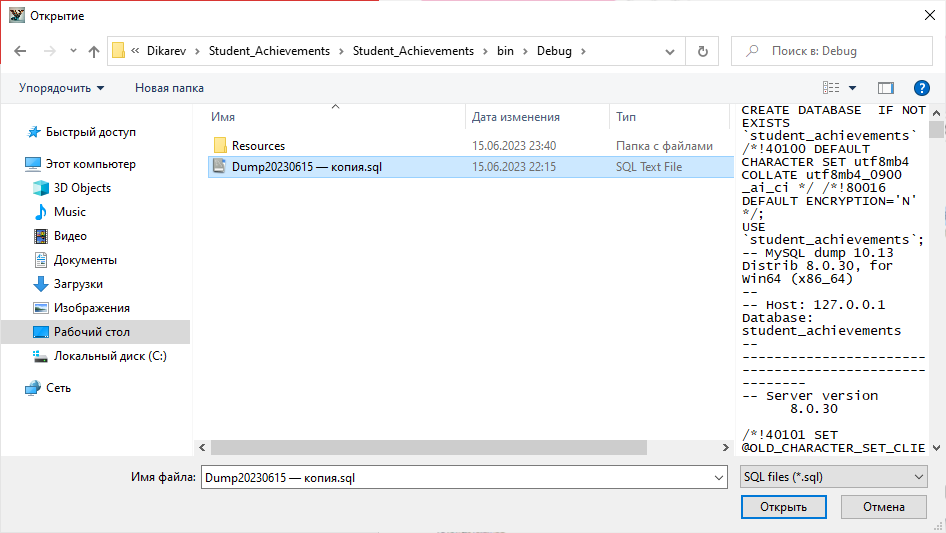 Открытие
« Dikarev > Student_Achievements > Student_Achievements > bin > Debug >
Поиск в: Debug
Упорядочить
Новая папка
Имя
Дата изменения
Тип
Быстрый доступ
Этот компьютер
3D Objects
Music
Видео
Документы
Загрузки
Изображения
Рабочий стол
Локальный диск (C:)
Сеть
Resources 15.06.2023 23:40 Папка с файлами
Dump20230615 — копия.sql 15.06.2023 22:15 SQL Text File
CREATE DATABASE  IF NOT
EXISTS
`student_achievements`
/*!40100 DEFAULT
CHARACTER SET utf8mb4
COLLATE utf8mb4_0900
_ai_ci */ /*!80016
DEFAULT ENCRYPTION='N'
*/;
USE
`student_achievements`;
-- MySQL dump 10.13
Distrib 8.0.30, for
Win64 (x86_64)
--
-- Host: 127.0.0.1
Database:
student_achievements
--
-----------------------
-----------------------
--------
-- Server version
8.0.30
/*!40101 SET
@OLD_CHARACTER_SET_CLIE
Имя файла:
Dump20230615 — копия.sql
SQL files (*.sql)
Открыть
Отмена